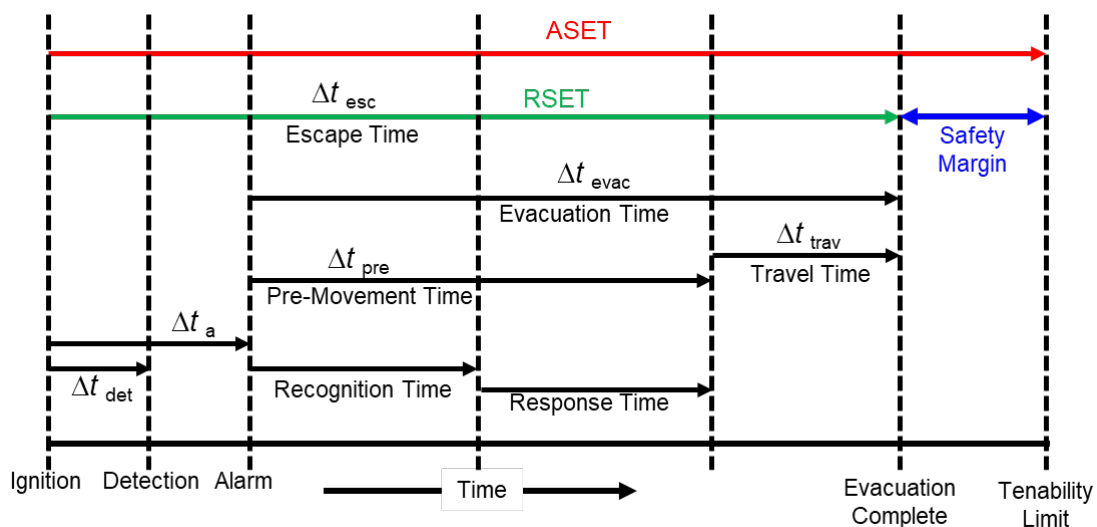 ASET
Δt esc
RSET
Escape Time
Safety
Margin
Δt evac
Evacuation Time
Δt trav
Travel Time
Δt pre
Pre-Movement Time
Δt a
Δt det
Recognition Time
Response Time
Ignition
Detection
Alarm
Time
Evacuation
Complete
Tenability
Limit